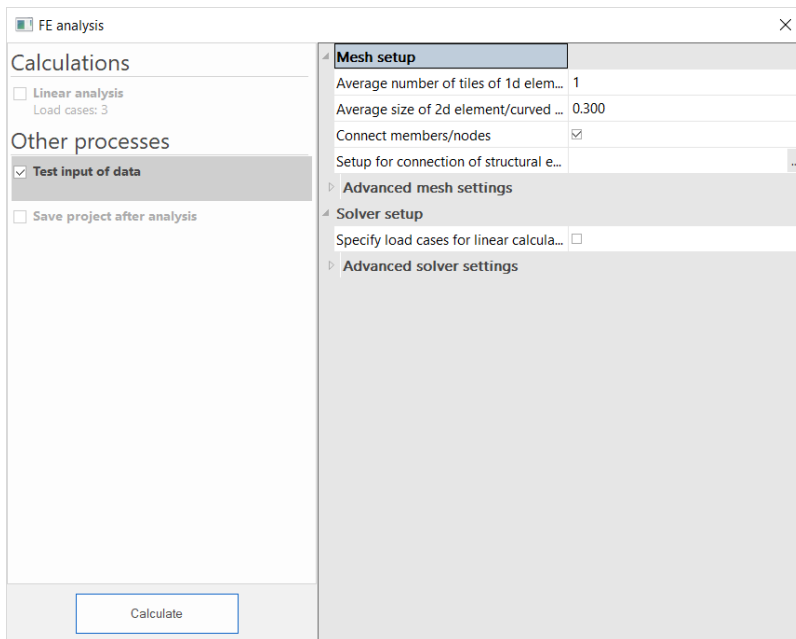 FE analysis
Calculations
Linear analysis
Load cases: 3
Other processes
Test input of data
Save project after analysis
Calculate
Mesh setup
Average number of tiles of 1d elem... 1
Average size of 2d element/curved ... 0.300
Connect members/nodes
Setup for connection of structural e... ...
Advanced mesh settings
Solver setup
Specify load cases for linear calcula...
Advanced solver settings